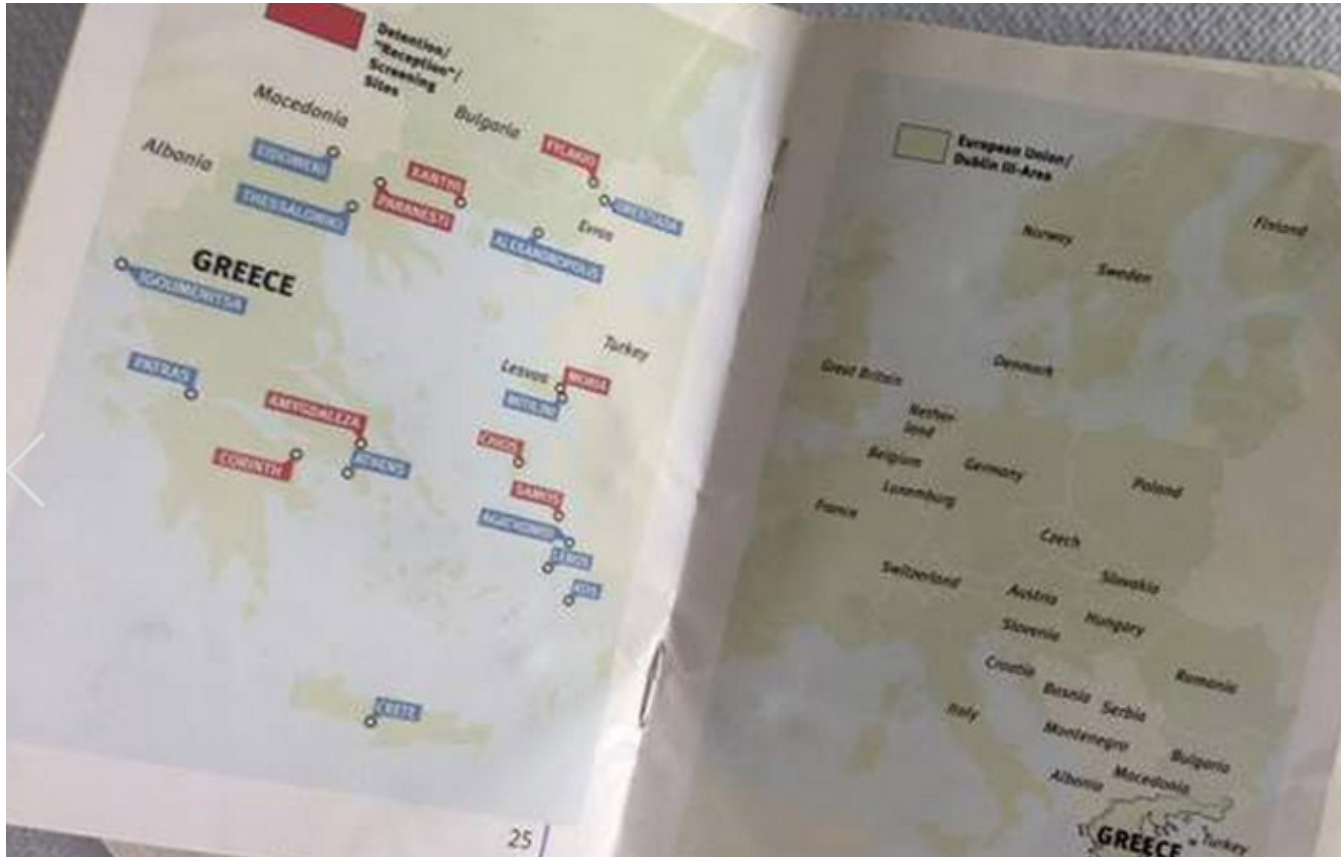 Detention/
"Reception"/
Screening
Sites
Macedonia
Bulgaria
Albania
EIDOMENI
FYLAKIO
XANTHI
PARANESTI
THESSALONIKI
ORESTIADA
Evros
ALEXANDROPOLIS
GREECE
IGOUMENITSA
Turkey
PATRAS
Lesvos
MORIA
MITILINI
AMYGDALEZA
CHIOS
CORINTH
ATHENS
SAMOS
LEROS
KOS
CRETE
25
European Union/
Dublin III-Area
Finland
Norway
Sweden
Denmark
Great Britain
Nether-
land
Belgium
Germany
Poland
Luxemburg
France
Czech
Slovakia
Switzerland
Austria
Hungary
Slovenia
Croatia
Romania
Bosnia
Serbia
Italy
Montenegro
Bulgaria
Albania
Macedonia
GREECE
Turkey